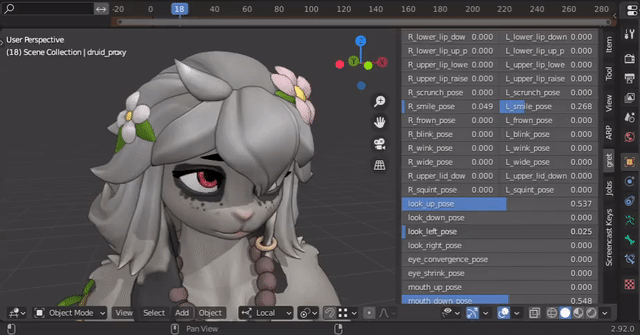 -20 0 18 40 60 80 100 120 140 160 180 200 220 240 260 280
User Perspective
(18) Scene Collection | druid_proxy
Z
Y
R_lower_lip_dow 0.000 L_lower_lip_down 0.000
R_lower_lip_up_p 0.000 L_lower_lip_up_p 0.000
R_upper_lip_lowe 0.000 L_upper_lip_lowe 0.000
R_upper_lip_raise 0.000 L_upper_lip_raise 0.000
R_scrunch_pose 0.000 L_scrunch_pose 0.000
R_smile_pose 0.049 L_smile_pose 0.268
R_frown_pose 0.000 L_frown_pose 0.000
R_blink_pose 0.000 L_blink_pose 0.000
R_wink_pose 0.000 L_wink_pose 0.000
R_wide_pose 0.000 L_wide_pose 0.000
R_upper_lid_dow 0.000 L_upper_lid_down 0.000
R_squint_pose 0.000 L_squint_pose 0.000
look_up_pose 0.537
look_down_pose 0.000
look_left_pose 0.025
look_right_pose 0.000
eye_convergence_pose 0.000
eye_shrink_pose 0.000
mouth_up_pose 0.000
mouth_down_pose 0.548
Item
Tool
View
ARP
gret
Jobs
Screencast Keys
Object Mode View Select Add Object Local
Pan View 2.92.0